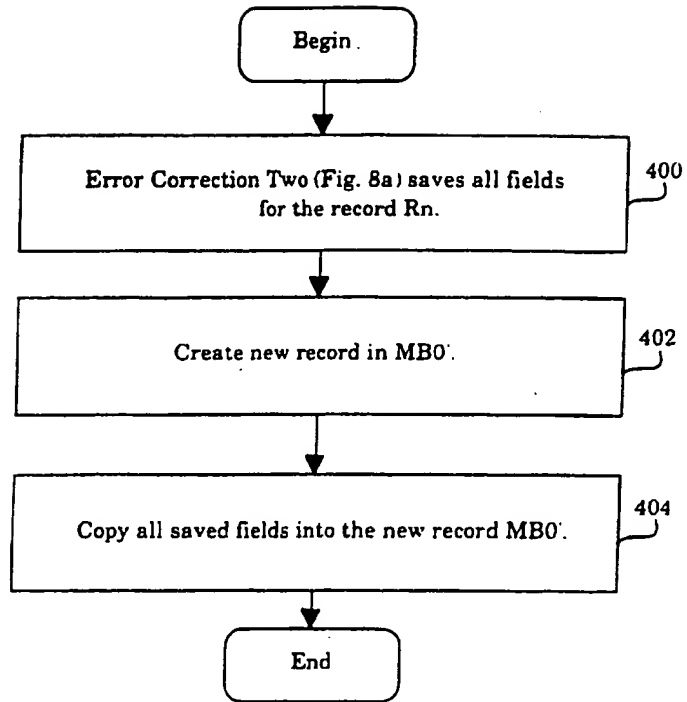 Begin
Error Correction Two (Fig. 8a) saves all fields
for the record Rn.
400
Create new record in MB0'.
402
Copy all saved fields into the new record MB0'.
404
End